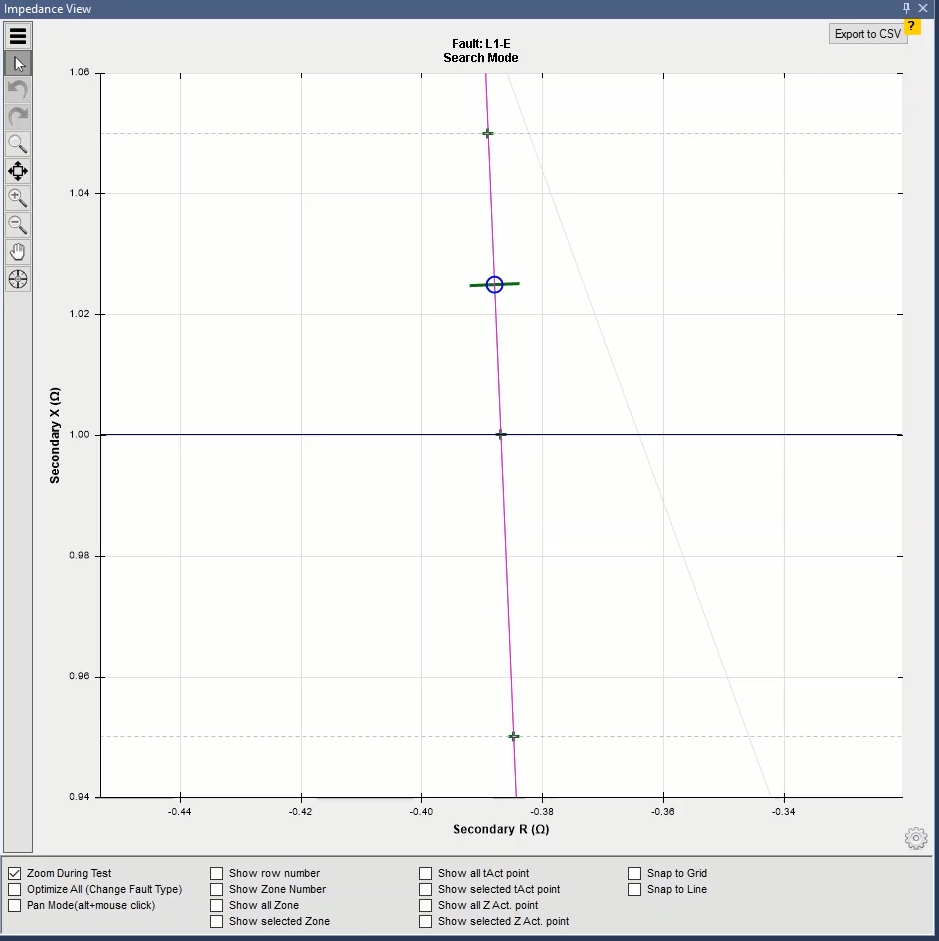 Impedance View
Export to CSV
?
Fault: L1-E
Search Mode
1.06
1.04
1.02
1.00
0.98
0.96
0.94
Secondary X (Ω)
-0.44
-0.42
-0.40
-0.38
-0.36
-0.34
Secondary R (Ω)
Zoom During Test
Show row number
Show all tAct point
Snap to Grid
Optimize All (Change Fault Type)
Show Zone Number
Show selected tAct point
Snap to Line
Pan Mode(alt+mouse click)
Show all Zone
Show all Z Act. point
Show selected Zone
Show selected Z Act. point